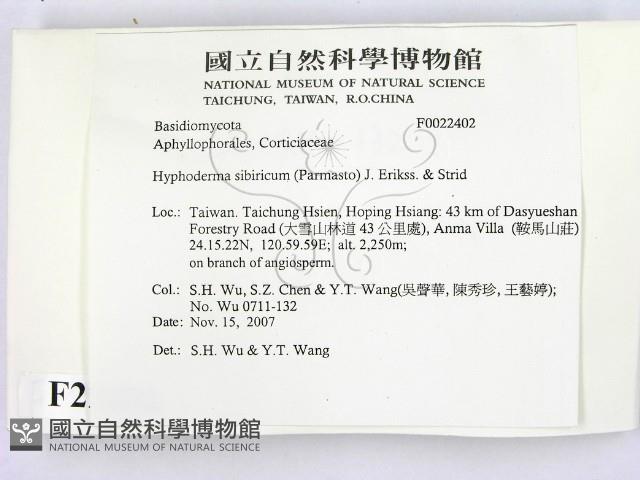 國立自然科學博物館
NATIONAL MUSEUM OF NATURAL SCIENCE
TAICHUNG, TAIWAN, R.O.CHINA
Basidiomycota F0022402
Aphyllophorales, Corticiaceae
Hyphoderma sibiricum (Parmasto) J. Erikss. & Strid
Loc.: Taiwan. Taichung Hsien, Hoping Hsiang: 43 km of Dasyueshan
Forestry Road (大雪山林道 43 公里處), Anma Villa (鞍馬山莊)
24.15.22N, 120.59.59E; alt. 2,250m;
on branch of angiosperm.
Col.: S.H. Wu, S.Z. Chen & Y.T. Wang(吳聲華, 陳秀珍, 王藝婷);
No. Wu 0711-132
Date: Nov. 15, 2007
Det.: S.H. Wu & Y.T. Wang
F2
國立自然科學博物館
NATIONAL MUSEUM OF NATURAL SCIENCE